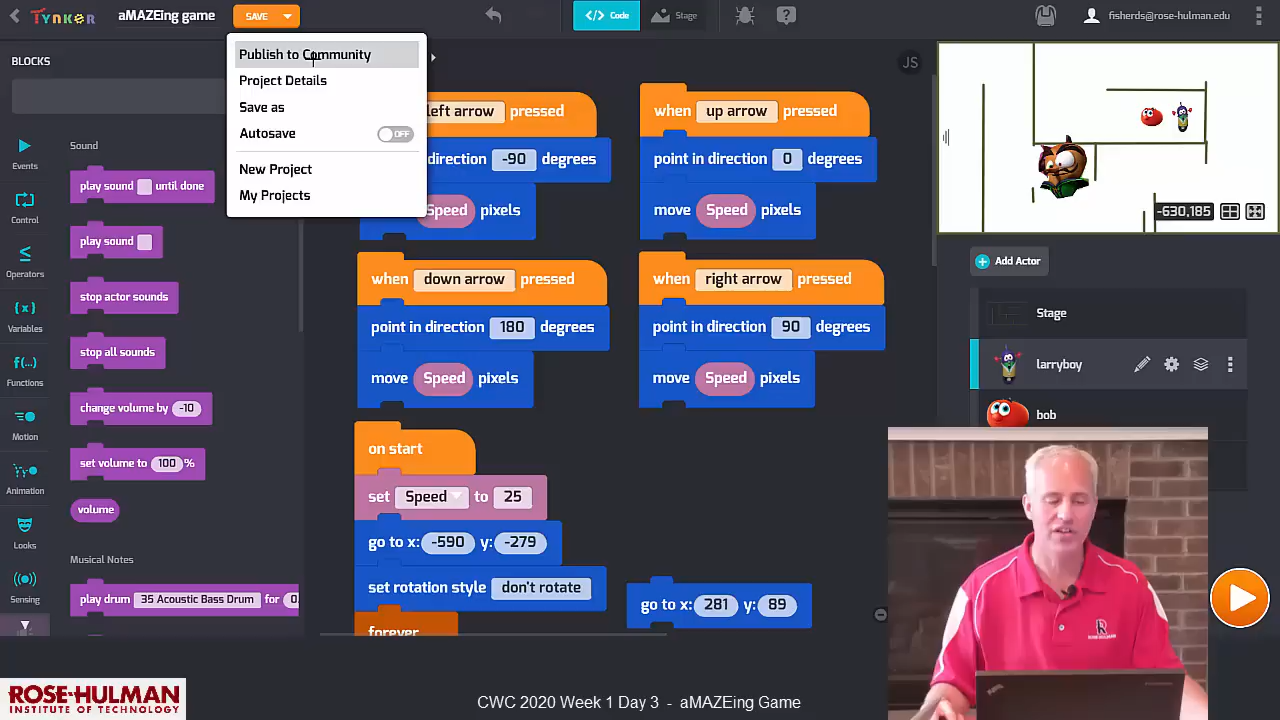 Tynker
aMAZEing game
SAVE
Code
Stage
fisherds@rose-hulman.edu
BLOCKS
Publish to Community
Project Details
Save as
Autosave
OFF
New Project
My Projects
JS
Events
Control
Operators
{x}
Variables
f(...)
Functions
Motion
Animation
Looks
Sensing
Sound
play sound until done
play sound
stop actor sounds
stop all sounds
change volume by -10
set volume to 100 %
volume
Musical Notes
play drum 35 Acoustic Bass Drum for 0.
left arrow pressed
direction -90 degrees
Speed pixels
when up arrow pressed
point in direction 0 degrees
move Speed pixels
when down arrow pressed
point in direction 180 degrees
move Speed pixels
when right arrow pressed
point in direction 90 degrees
move Speed pixels
on start
set Speed to 25
go to x: -590 y: -279
set rotation style don't rotate
forever
go to x: 281 y: 89
-630,185
Add Actor
Stage
larryboy
bob
R
ROSE-HULMAN
INSTITUTE OF TECHNOLOGY
CWC 2020 Week 1 Day 3 - aMAZEing Game